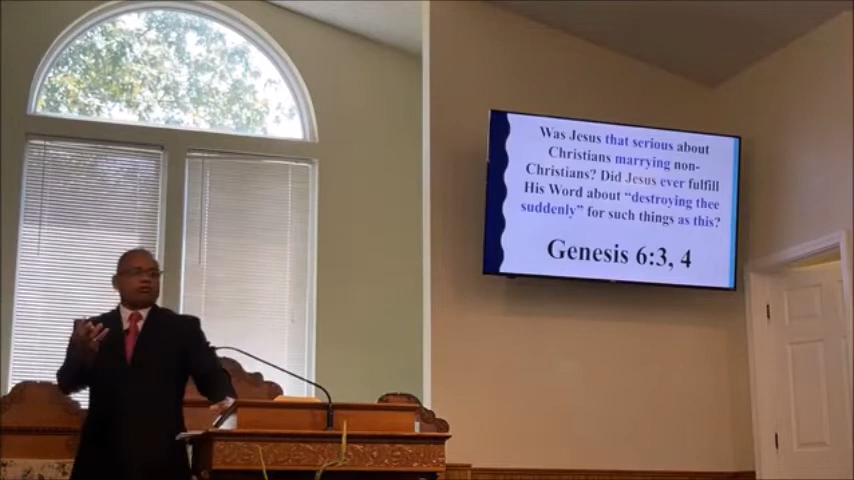 Was Jesus that serious about
Christians marrying non-
Christians? Did Jesus ever fulfill
His Word about “destroying thee
suddenly” for such things as this?
Genesis 6:3, 4